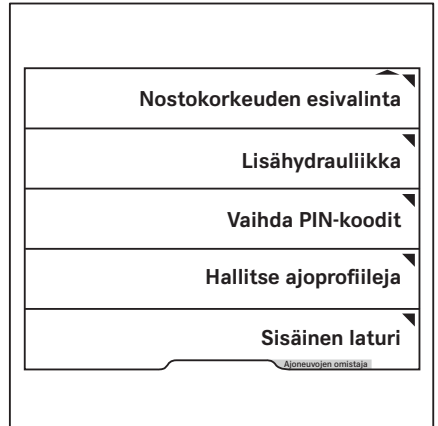 Nostokorkeuden esivalinta
Lisähydrauliikka
Vaihda PIN-koodit
Hallitse ajoprofiileja
Sisäinen laturi
Ajoneuvojen omistaja